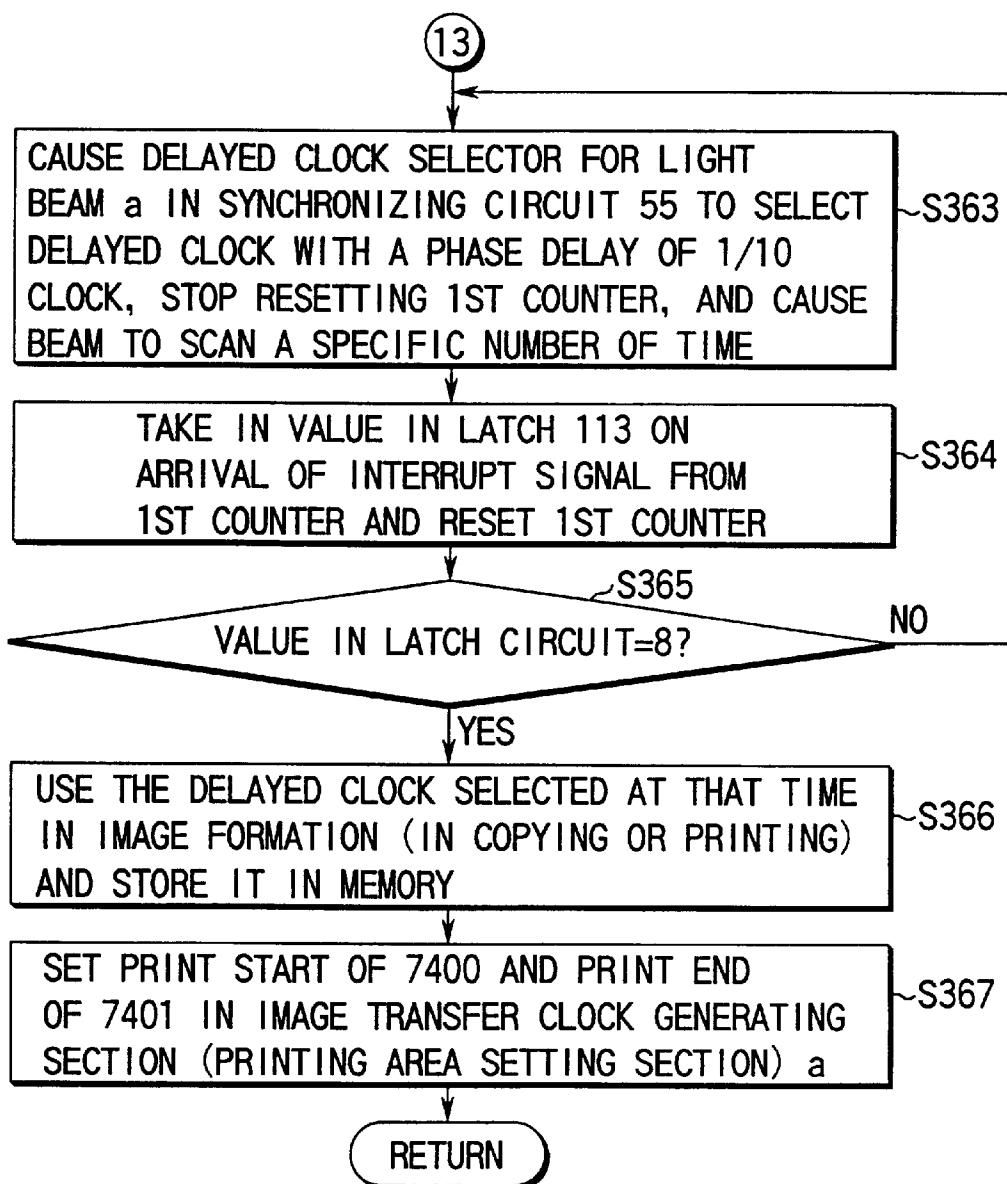 13
CAUSE DELAYED CLOCK SELECTOR FOR LIGHT
BEAM a IN SYNCHRONIZING CIRCUIT 55 TO SELECT
DELAYED CLOCK WITH A PHASE DELAY OF 1/10
CLOCK, STOP RESETTING 1ST COUNTER, AND CAUSE
BEAM TO SCAN A SPECIFIC NUMBER OF TIME
S363
TAKE IN VALUE IN LATCH 113 ON
ARRIVAL OF INTERRUPT SIGNAL FROM
1ST COUNTER AND RESET 1ST COUNTER
S364
S365
VALUE IN LATCH CIRCUIT=8?
NO
YES
USE THE DELAYED CLOCK SELECTED AT THAT TIME
IN IMAGE FORMATION (IN COPYING OR PRINTING)
AND STORE IT IN MEMORY
S366
SET PRINT START OF 7400 AND PRINT END
OF 7401 IN IMAGE TRANSFER CLOCK GENERATING
SECTION (PRINTING AREA SETTING SECTION) a
S367
RETURN